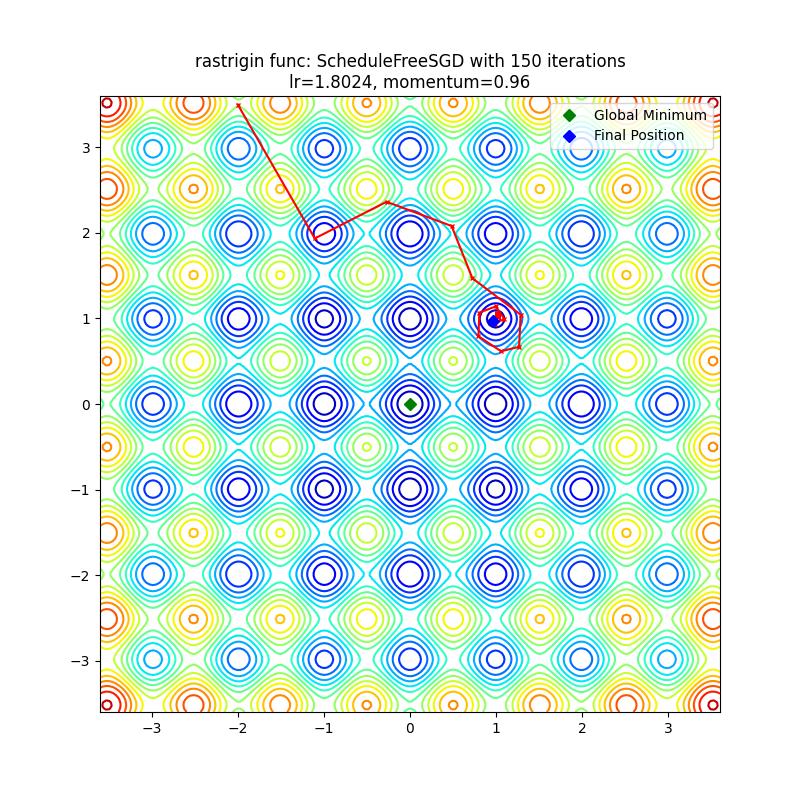 rastrigin func: ScheduleFreeSGD with 150 iterations
lr=1.8024, momentum=0.96
Global Minimum
Final Position
3
2
1
0
−1
−2
−3
−3 −2 −1 0 1 2 3